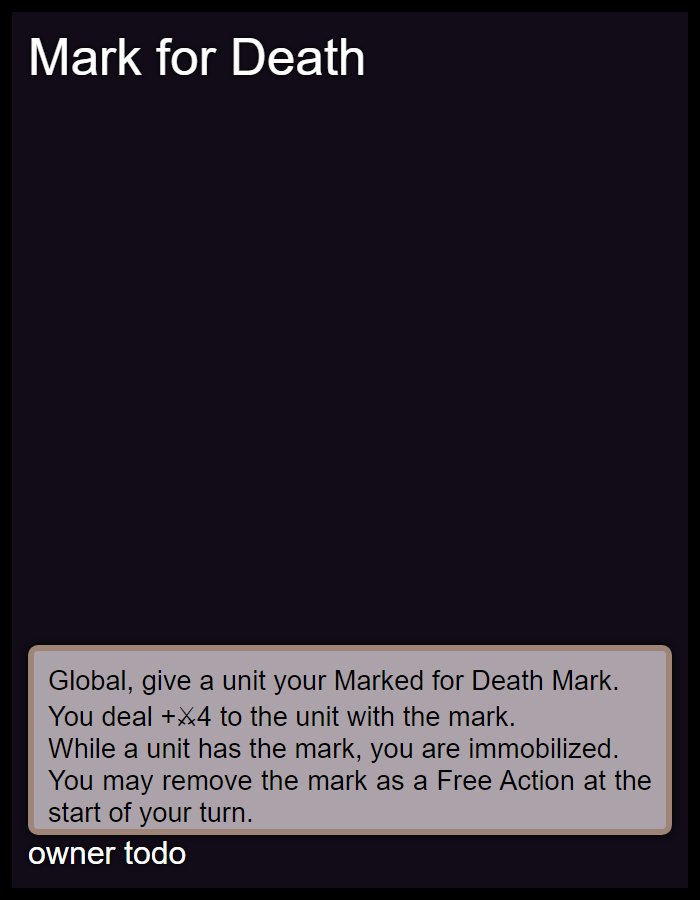 Mark for Death
Global, give a unit your Marked for Death Mark.
You deal +⚔4 to the unit with the mark.
While a unit has the mark, you are immobilized.
You may remove the mark as a Free Action at the
start of your turn.
owner todo